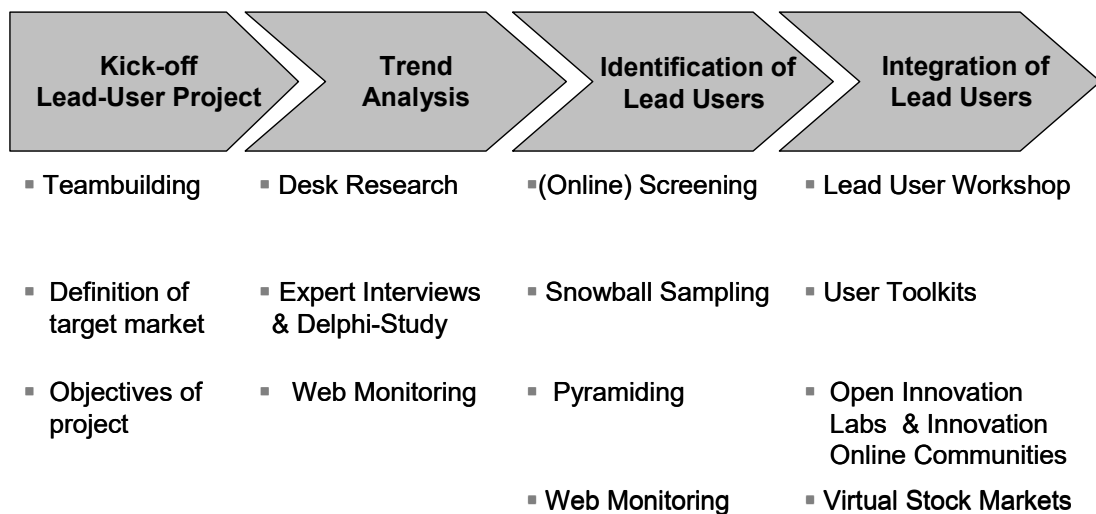 Kick-off
Lead-User Project
Trend
Analysis
Identification of
Lead Users
Integration of
Lead Users
▪ Teambuilding
▪ Definition of
target market
▪ Objectives of
project
▪ Desk Research
▪ Expert Interviews
& Delphi-Study
▪ Web Monitoring
▪ (Online) Screening
▪ Snowball Sampling
▪ Pyramiding
▪ Web Monitoring
▪ Lead User Workshop
▪ User Toolkits
▪ Open Innovation
Labs & Innovation
Online Communities
▪ Virtual Stock Markets